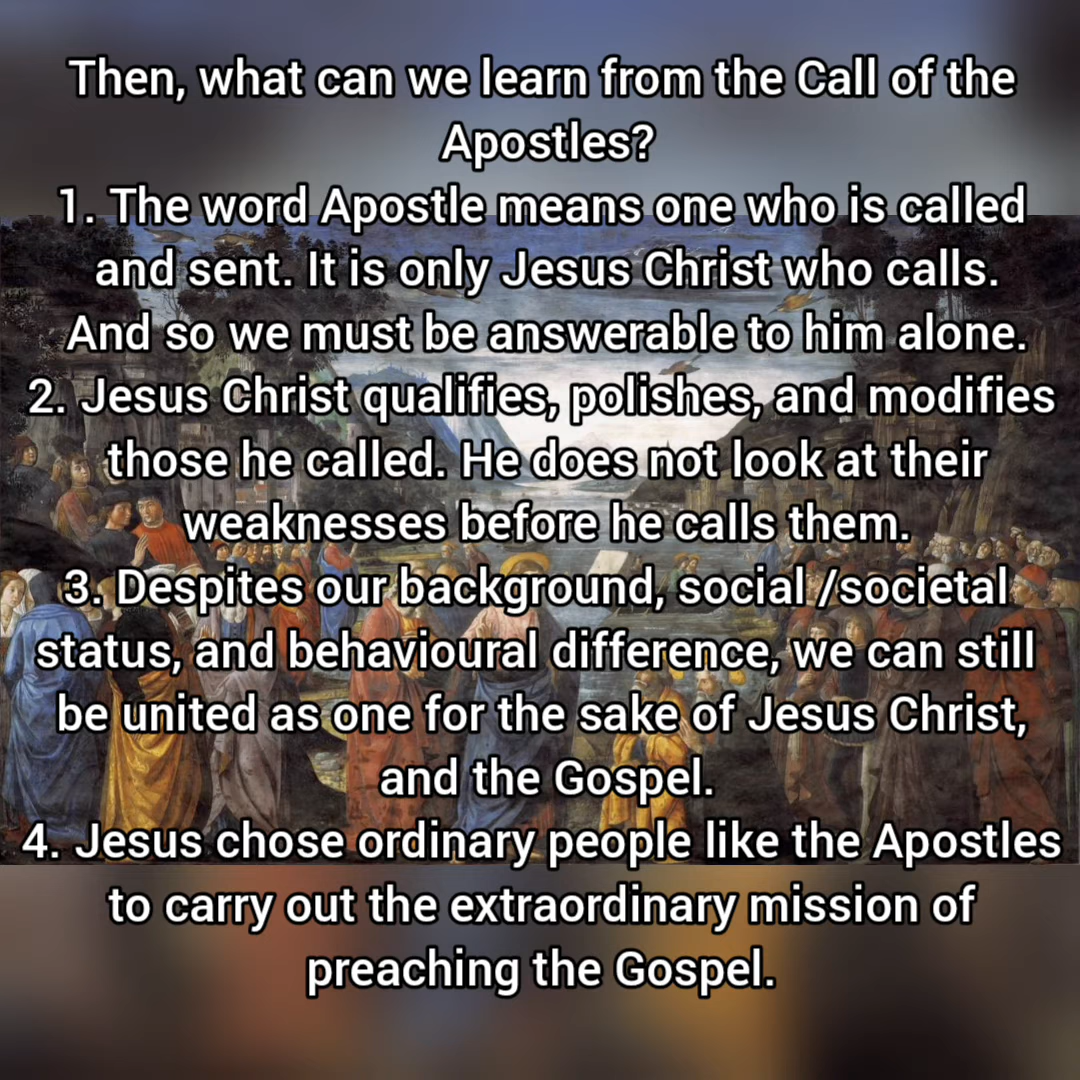 Then, what can we learn from the Call of the
Apostles?
1. The word Apostle means one who is called
and sent. It is only Jesus Christ who calls.
And so we must be answerable to him alone.
2. Jesus Christ qualifies, polishes, and modifies
those he called. He does not look at their
weaknesses before he calls them.
3. Despites our background, social /societal
status, and behavioural difference, we can still
be united as one for the sake of Jesus Christ,
and the Gospel.
4. Jesus chose ordinary people like the Apostles
to carry out the extraordinary mission of
preaching the Gospel.